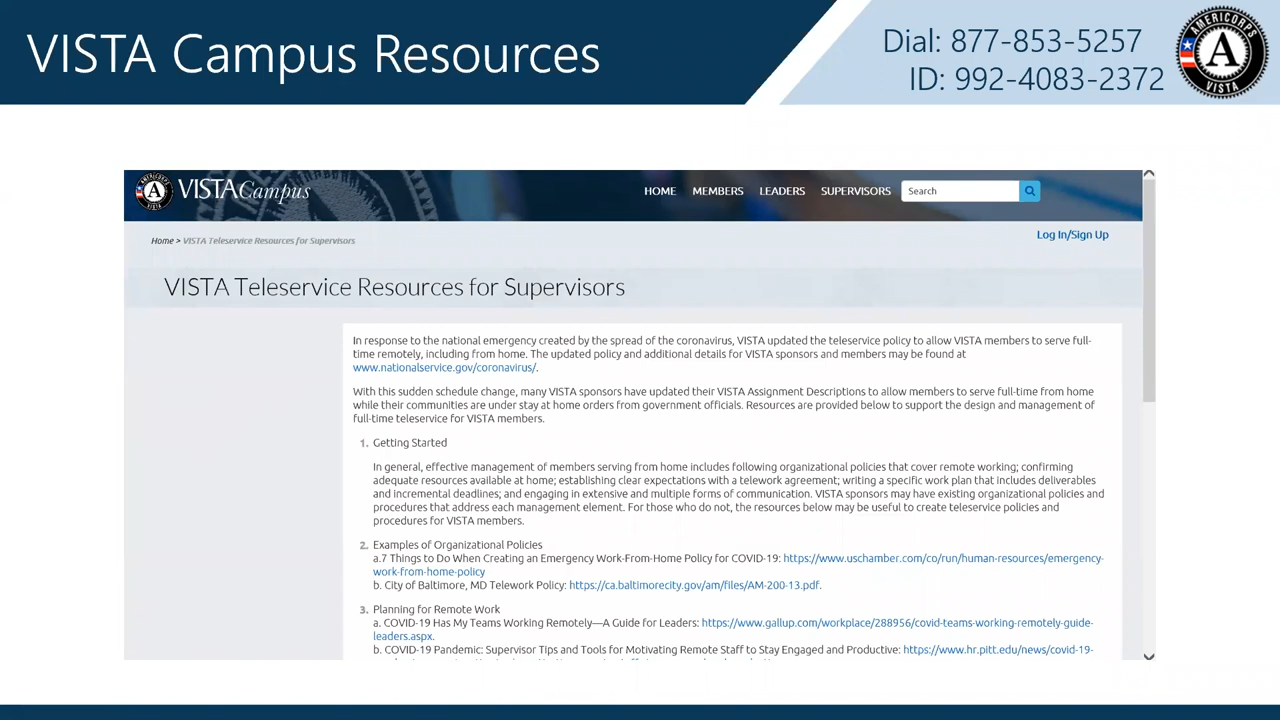 VISTA Campus Resources
Dial: 877-853-5257
ID: 992-4083-2372
AMERICORPS
A
VISTA
AMERICORPS
A
VISTA
VISTACampus
HOME MEMBERS LEADERS SUPERVISORS Search
Home > VISTA Teleservice Resources for Supervisors
Log In/Sign Up
VISTA Teleservice Resources for Supervisors
In response to the national emergency created by the spread of the coronavirus, VISTA updated the teleservice policy to allow VISTA members to serve full-
time remotely, including from home. The updated policy and additional details for VISTA sponsors and members may be found at
www.nationalservice.gov/coronavirus/.
With this sudden schedule change, many VISTA sponsors have updated their VISTA Assignment Descriptions to allow members to serve full-time from home
while their communities are under stay at home orders from government officials. Resources are provided below to support the design and management of
full-time teleservice for VISTA members.
1. Getting Started
In general, effective management of members serving from home includes following organizational policies that cover remote working; confirming
adequate resources available at home; establishing clear expectations with a telework agreement; writing a specific work plan that includes deliverables
and incremental deadlines; and engaging in extensive and multiple forms of communication. VISTA sponsors may have existing organizational policies and
procedures that address each management element. For those who do not, the resources below may be useful to create teleservice policies and
procedures for VISTA members.
2. Examples of Organizational Policies
a.7 Things to Do When Creating an Emergency Work-From-Home Policy for COVID-19: https://www.uschamber.com/co/run/human-resources/emergency-
work-from-home-policy
b. City of Baltimore, MD Telework Policy: https://ca.baltimorecity.gov/am/files/AM-200-13.pdf.
3. Planning for Remote Work
a. COVID-19 Has My Teams Working Remotely—A Guide for Leaders: https://www.gallup.com/workplace/288956/covid-teams-working-remotely-guide-
leaders.aspx.
b. COVID-19 Pandemic: Supervisor Tips and Tools for Motivating Remote Staff to Stay Engaged and Productive: https://www.hr.pitt.edu/news/covid-19-